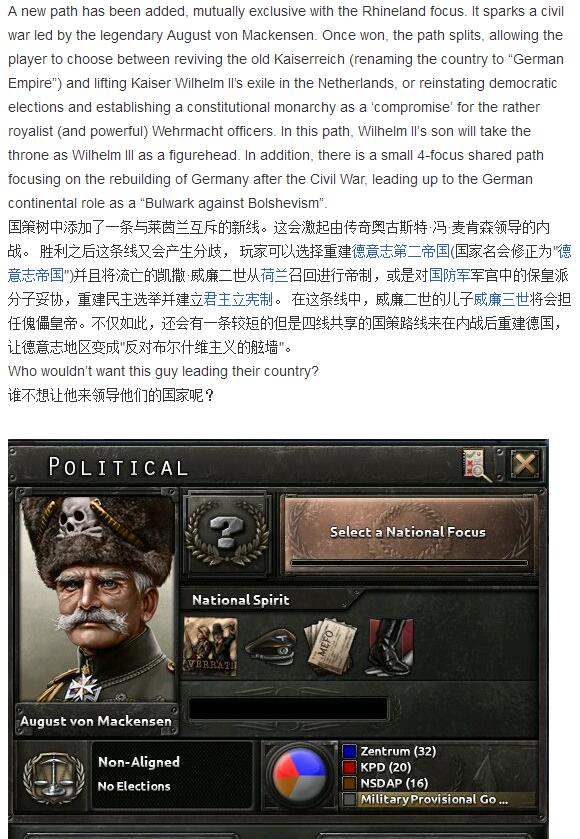 A new path has been added, mutually exclusive with the Rhineland focus. It sparks a civil
war led by the legendary August von Mackensen. Once won, the path splits, allowing the
player to choose between reviving the old Kaiserreich (renaming the country to “German
Empire”) and lifting Kaiser Wilhelm II’s exile in the Netherlands, or reinstating democratic
elections and establishing a constitutional monarchy as a ‘compromise’ for the rather
royalist (and powerful) Wehrmacht officers. In this path, Wilhelm II’s son will take the
throne as Wilhelm III as a figurehead. In addition, there is a small 4-focus shared path
focusing on the rebuilding of Germany after the Civil War, leading up to the German
continental role as a “Bulwark against Bolshevism”.
国策树中添加了一条与莱茵兰互斥的新线。这会激起由传奇奥古斯特·冯·麦肯森领导的内
战。 胜利之后这条线又会产生分歧， 玩家可以选择重建德意志第二帝国(国家名会修正为"德
意志帝国")并且将流亡的凯撒·威廉二世从荷兰召回进行帝制，或是对国防军军官中的保皇派
分子妥协，重建民主选举并建立君主立宪制。 在这条线中，威廉二世的儿子威廉三世将会担
任傀儡皇帝。不仅如此，还会有一条较短的但是四线共享的国策路线来在内战后重建德国，
让德意志地区变成"反对布尔什维主义的舷墙"。
Who wouldn’t want this guy leading their country?
谁不想让他来领导他们的国家呢？
POLITICAL
Select a National Focus
National Spirit
VERRAT!
MEFO
August von Mackensen
Non-Aligned
No Elections
Zentrum (32)
KPD (20)
NSDAP (16)
Military Provisional Go ...